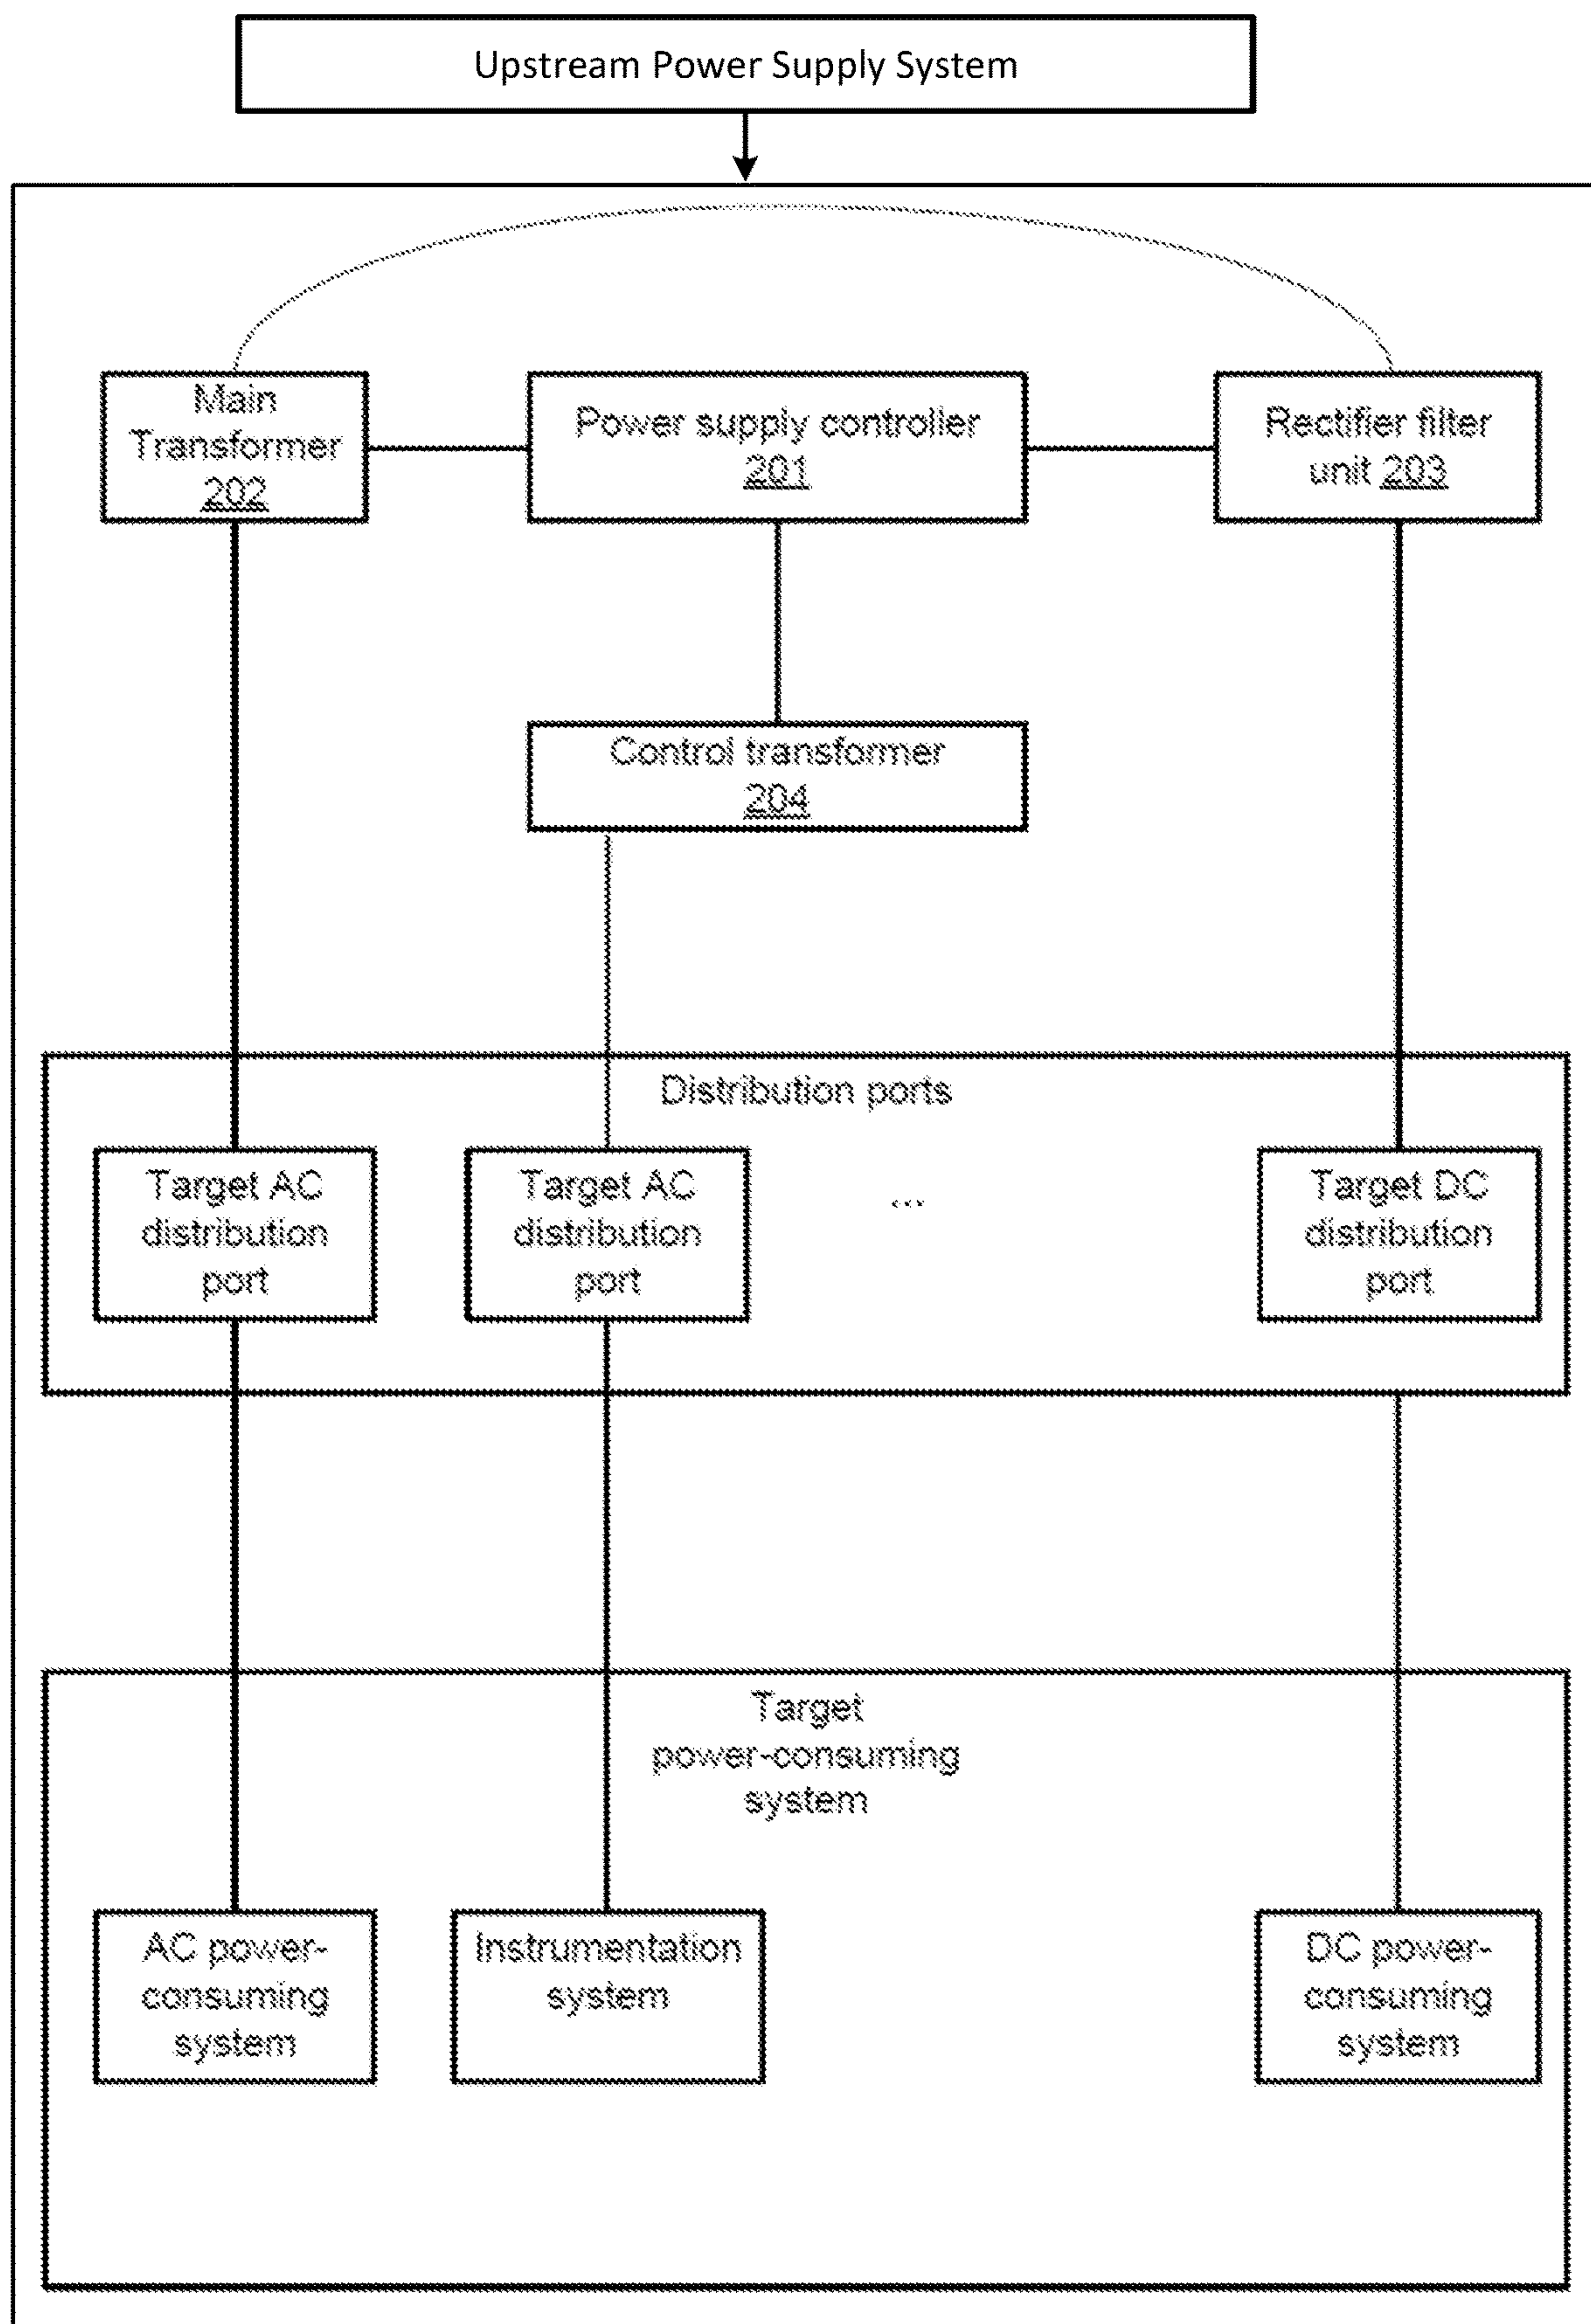 Upstream Power Supply System
Main
Transformer
202
Power supply controller
201
Rectifier filter
unit 203
Control transformer
204
Distribution ports
Target AC
distribution
port
Target AC
distribution
port
...
Target DC
distribution
port
Target
power-consuming
system
AC power-
consuming
system
Instrumentation
system
DC power-
consuming
system